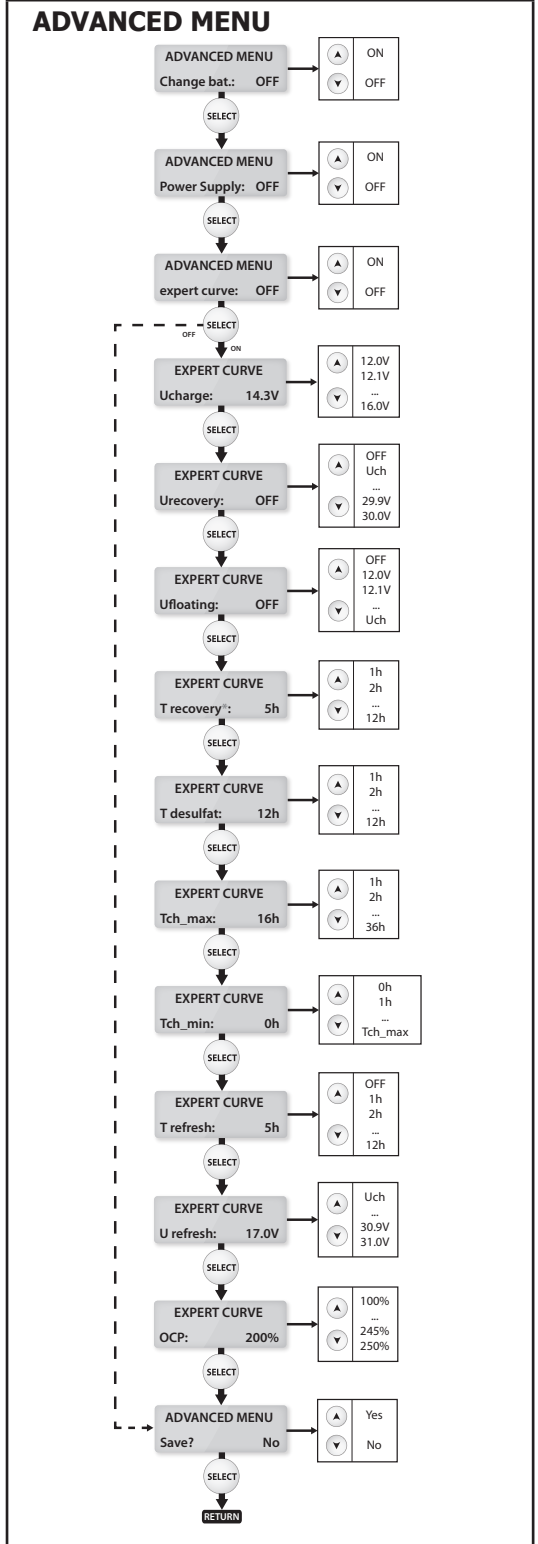 ADVANCED MENU
ADVANCED MENU
Change bat.: OFF
ON
OFF
SELECT
ADVANCED MENU
Power Supply: OFF
ON
OFF
SELECT
ADVANCED MENU
expert curve: OFF
ON
OFF
SELECT
OFF
ON
EXPERT CURVE
Ucharge: 14.3V
12.0V
12.1V
...
16.0V
SELECT
EXPERT CURVE
Urecovery: OFF
OFF
Uch
...
29.9V
30.0V
SELECT
EXPERT CURVE
Ufloating: OFF
OFF
12.0V
12.1V
...
Uch
SELECT
EXPERT CURVE
T recovery*: 5h
1h
2h
...
12h
SELECT
EXPERT CURVE
T desulfat: 12h
1h
2h
...
12h
SELECT
EXPERT CURVE
Tch_max: 16h
1h
2h
...
36h
SELECT
EXPERT CURVE
Tch_min: 0h
0h
1h
...
Tch_max
SELECT
EXPERT CURVE
T refresh: 5h
OFF
1h
2h
...
12h
SELECT
EXPERT CURVE
U refresh: 17.0V
Uch
...
30.9V
31.0V
SELECT
EXPERT CURVE
OCP: 200%
100%
...
245%
250%
SELECT
ADVANCED MENU
Save? No
Yes
No
SELECT
RETURN